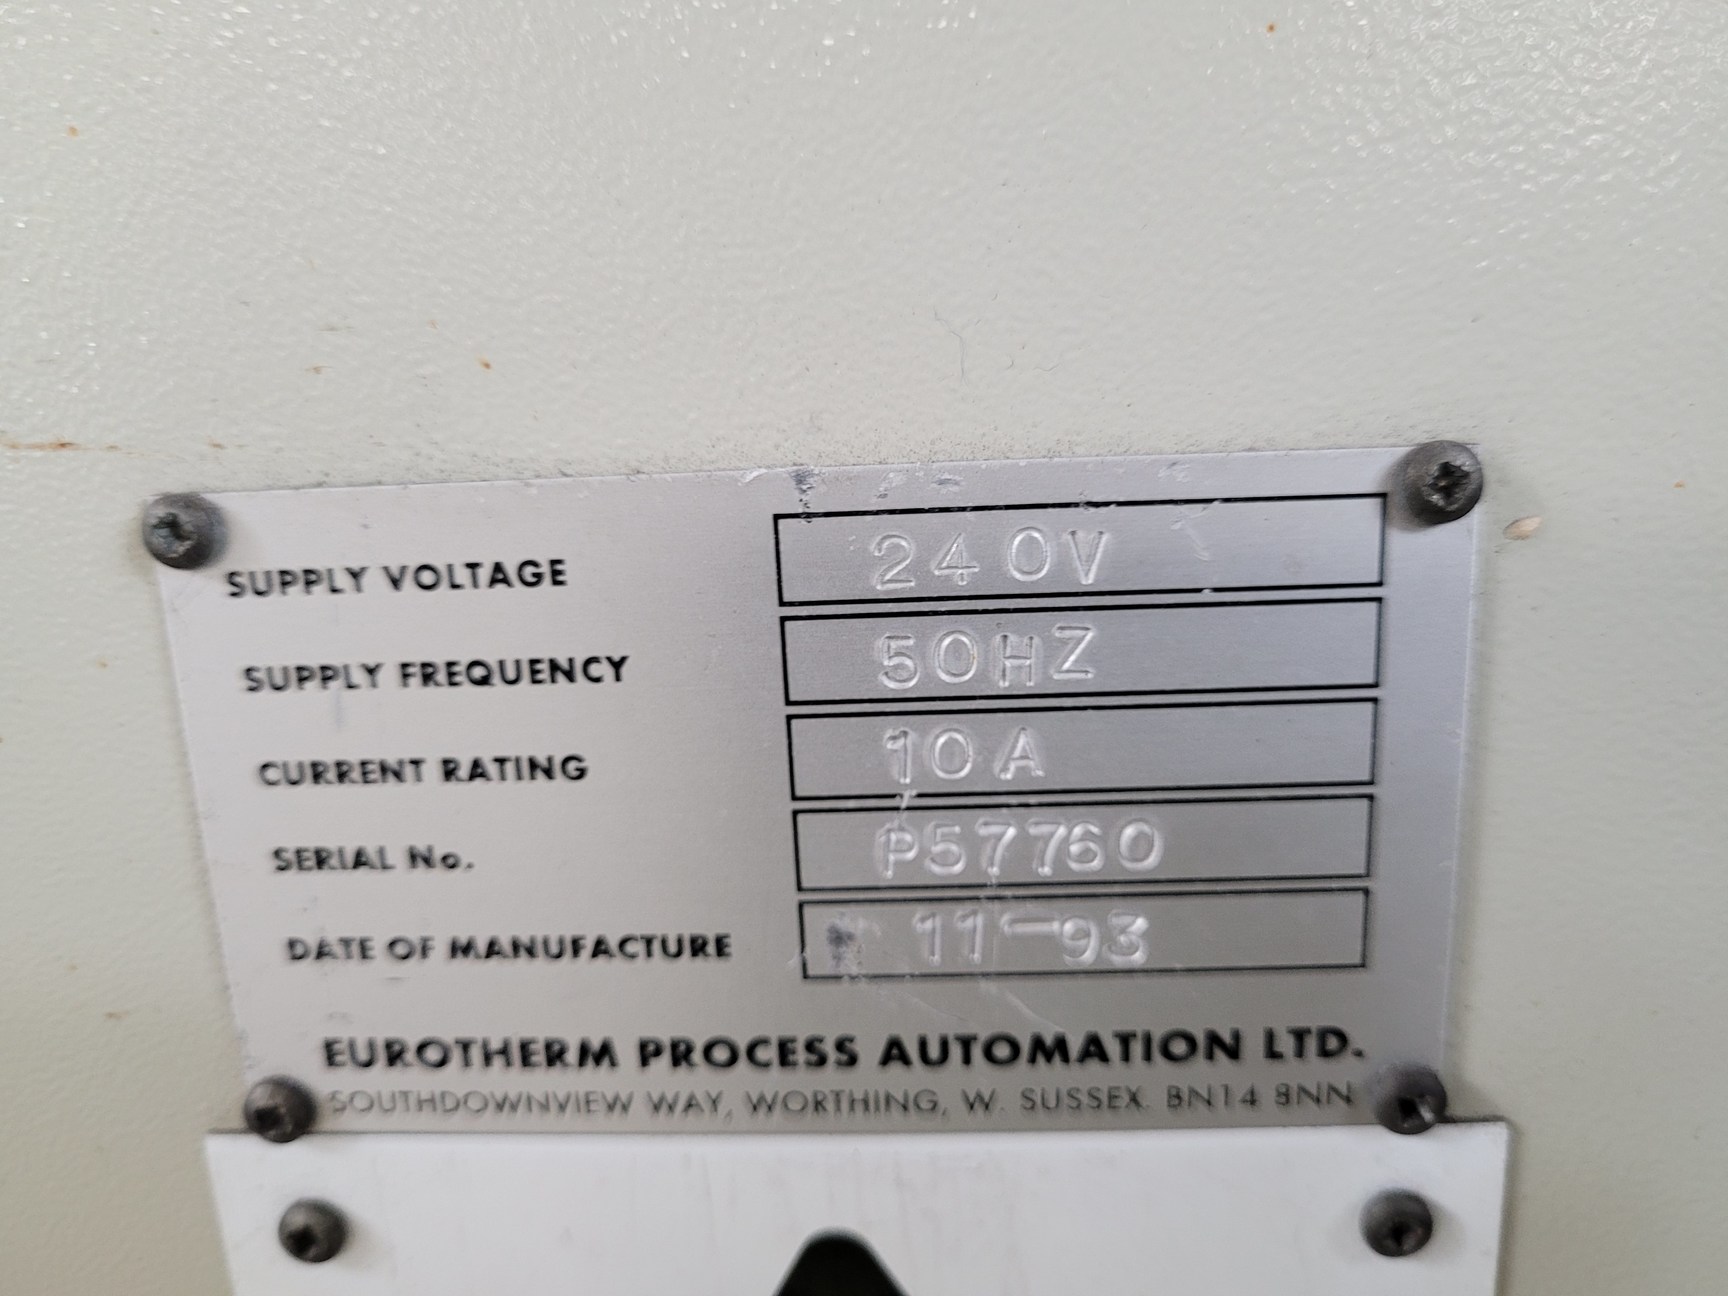 SUPPLY VOLTAGE 240V
SUPPLY FREQUENCY 50HZ
CURRENT RATING 10A
SERIAL No. P57760
DATE OF MANUFACTURE 11-93
EUROTHERM PROCESS AUTOMATION LTD.
SOUTHDOWNVIEW WAY, WORTHING, W. SUSSEX. BN14 8NN